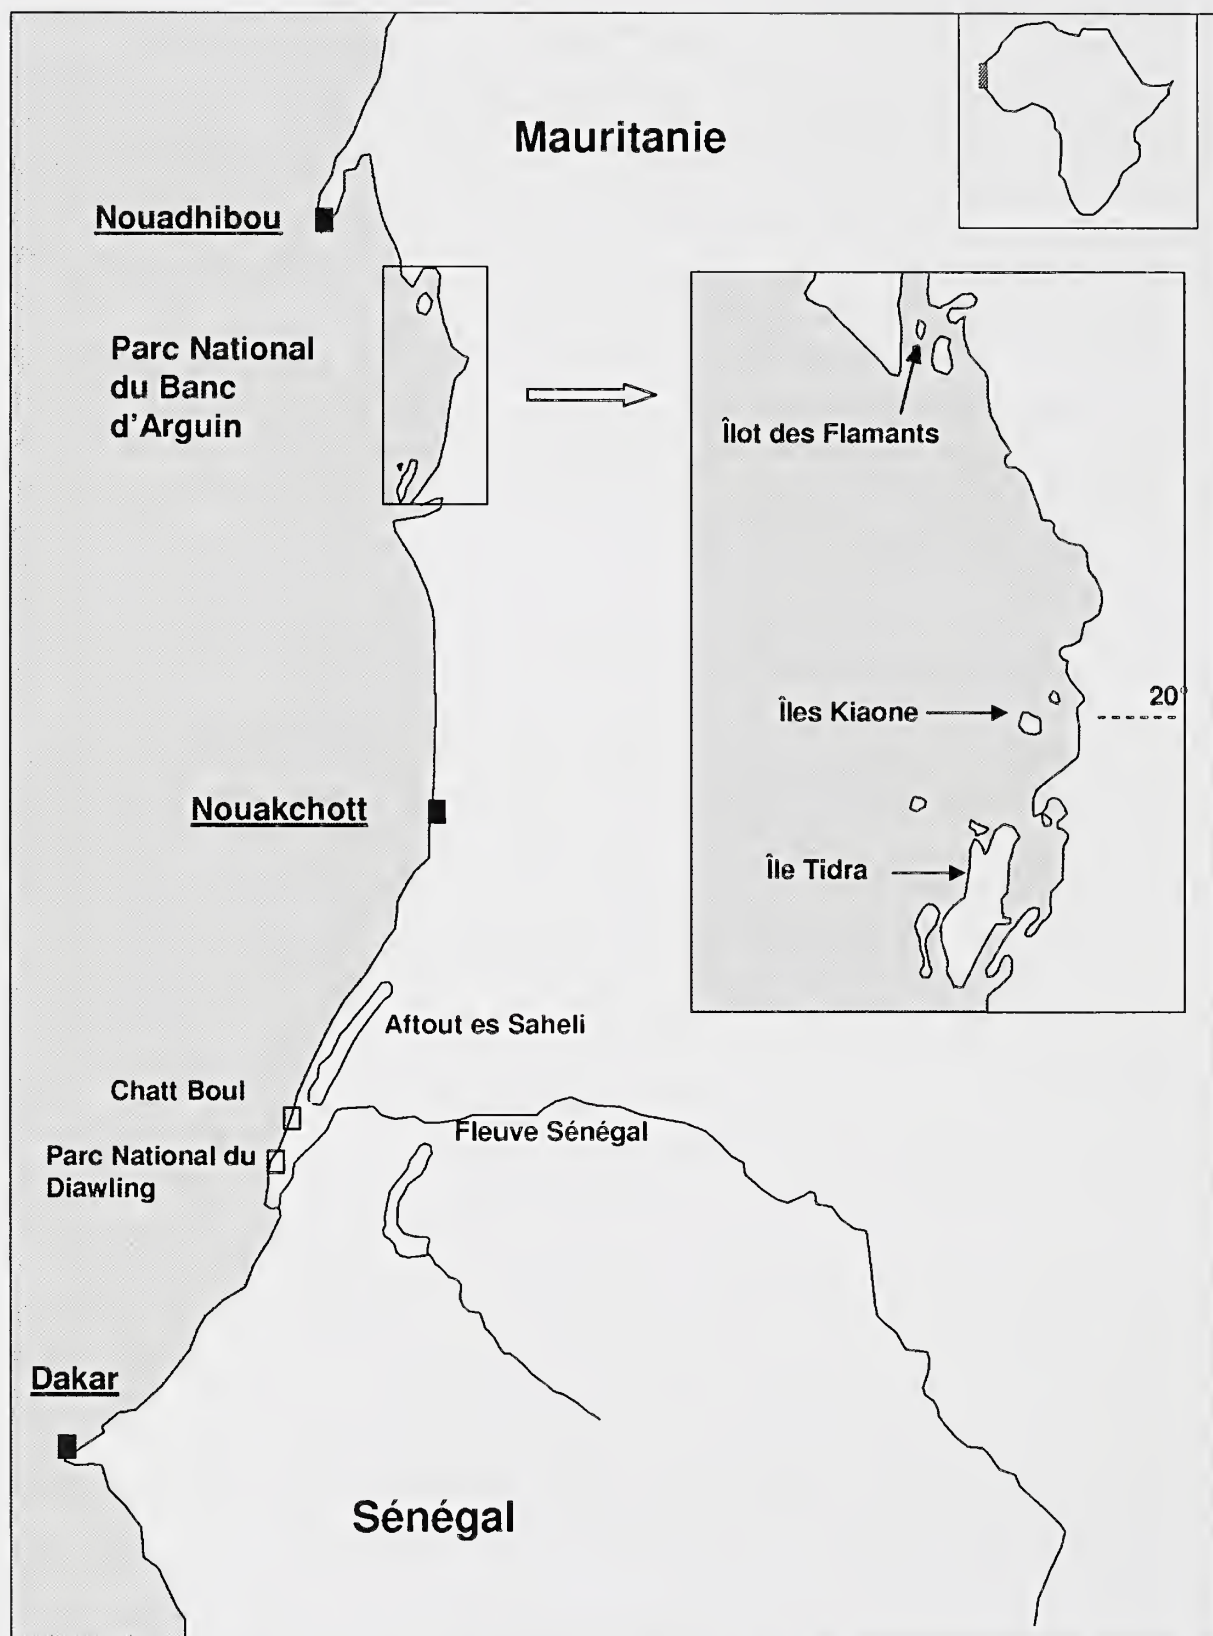 Mauritanie
Nouadhibou
Parc National
du Banc
d'Arguin
Îlot des Flamants
Îles Kiaone
20°
Nouakchott
Île Tidra
Aftout es Saheli
Chatt Boul
Fleuve Sénégal
Parc National du
Diawling
Dakar
Sénégal